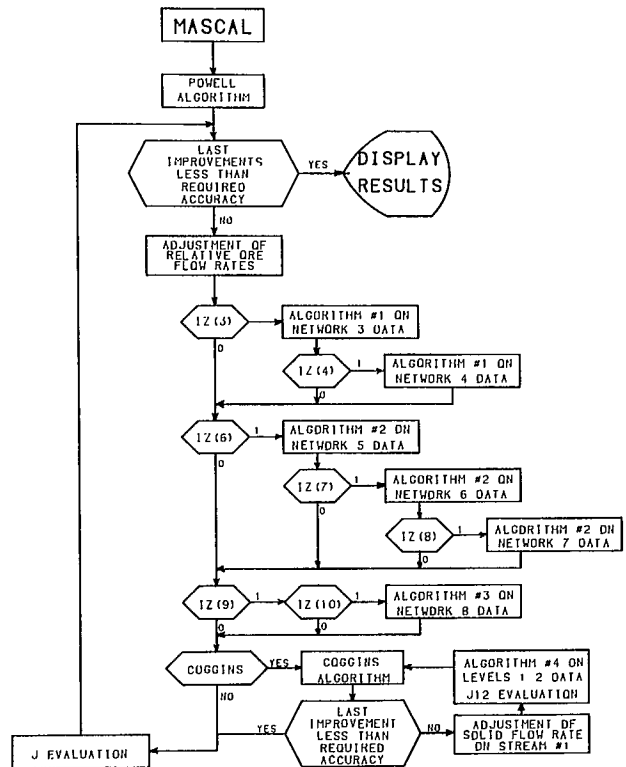 MASCAL
POWELL
ALGORITHM
LAST
IMPROVEMENTS
LESS THAN
REQUIRED
ACCURACY
YES
DISPLAY
RESULTS
NO
ADJUSTMENT OF
RELATIVE ORE
FLOW RATES
IZ(3)
ALGORITHM #1 ON
NETWORK 3 DATA
0
IZ(4)
1
ALGORITHM #1 ON
NETWORK 4 DATA
0
IZ(6)
1
ALGORITHM #2 ON
NETWORK 5 DATA
0
IZ(7)
1
ALGORITHM #2 ON
NETWORK 6 DATA
0
IZ(8)
1
ALGORITHM #2 ON
NETWORK 7 DATA
0
IZ(9)
1
IZ(10)
1
ALGORITHM #3 ON
NETWORK 8 DATA
0
0
COGGINS
YES
COGGINS
ALGORITHM
ALGORITHM #4 ON
LEVELS 1 2 DATA
J12 EVALUATION
NO
LAST
IMPROVEMENT
LESS THAN
REQUIRED
ACCURACY
YES
NO
ADJUSTMENT OF
SOLID FLOW RATE
ON STREAM #1
J EVALUATION